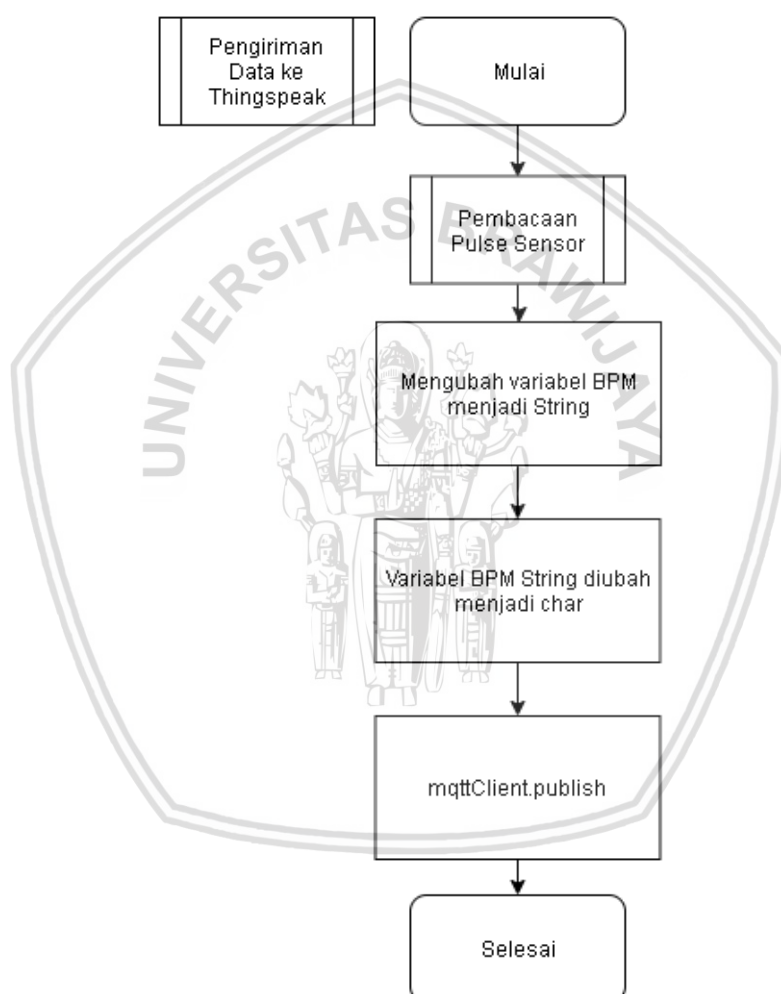 Pengiriman
Data ke
Thingspeak
Mulai
Pembacaan
Pulse Sensor
UNIVERSITAS BRAWIJAYA
Mengubah variabel BPM
menjadi String
Variabel BPM String diubah
menjadi char
mqttClient.publish
Selesai